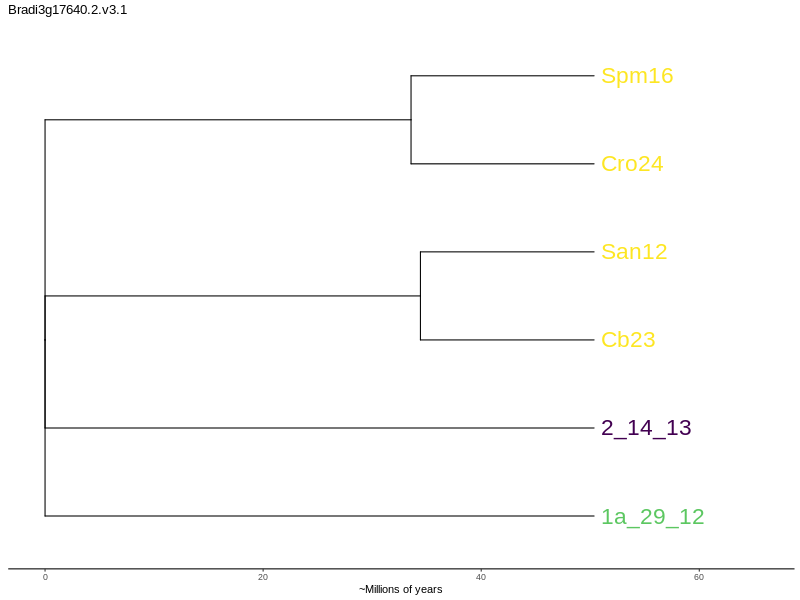 Bradi3g17640.2.v3.1
Spm16
Cro24
San12
Cb23
2_14_13
1a_29_12
0 20 40 60
~Millions of years